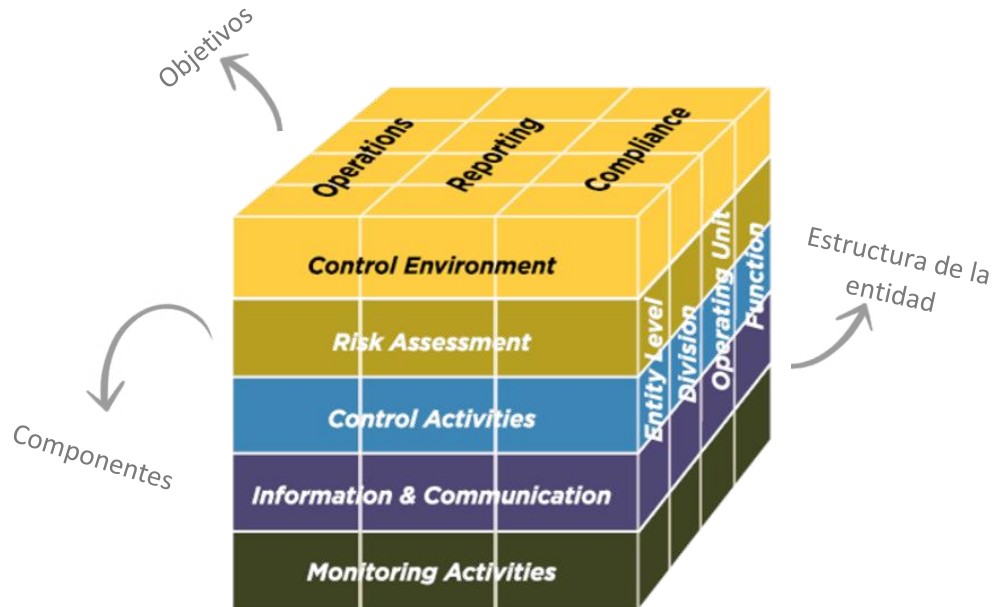 Objetivos
Operations
Reporting
Compliance
Control Environment
Risk Assessment
Control Activities
Information & Communication
Monitoring Activities
Entity Level
Division
Operating Unit
Function
Estructura de la
entidad
Componentes